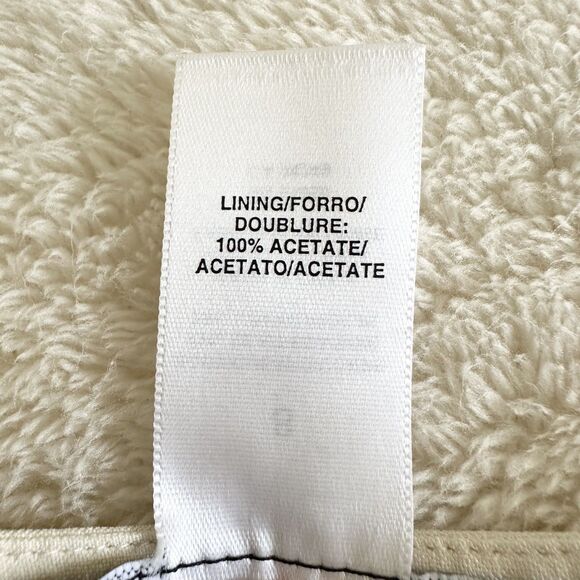 LINING/FORRO/
DOUBLURE:
100% ACETATE/
ACETATO/ACETATE